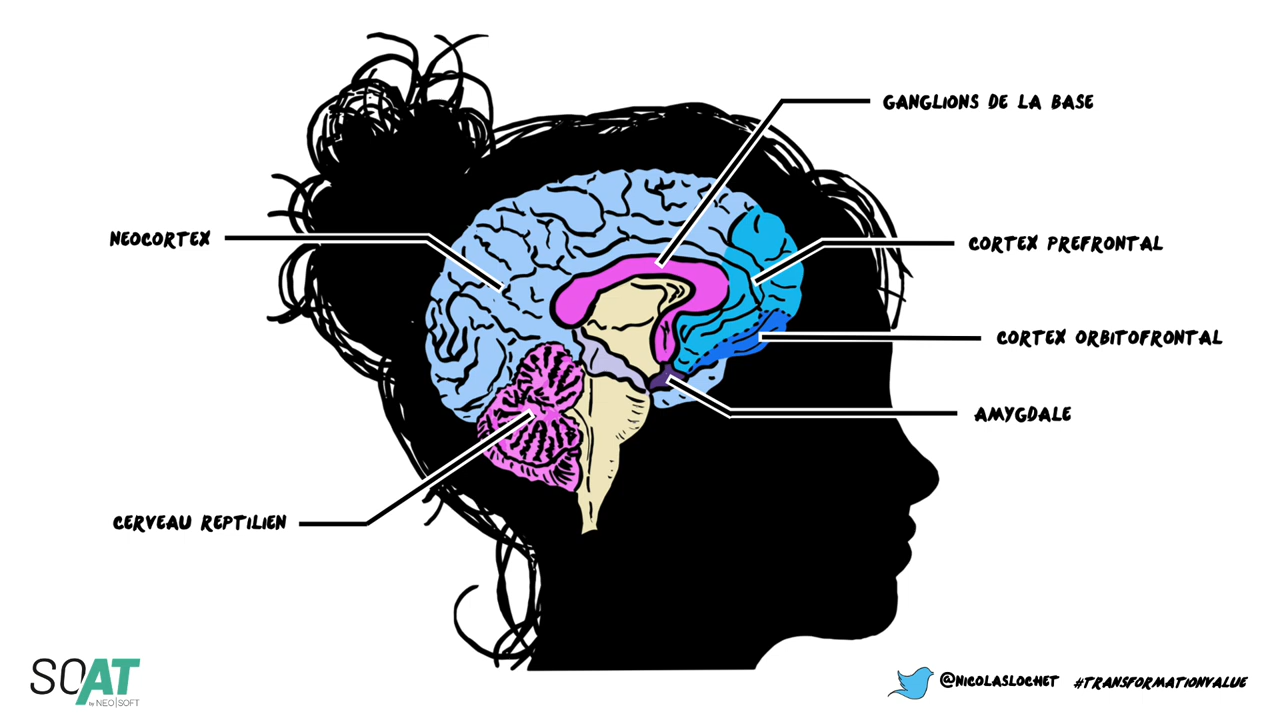 GANGLIONS DE LA BASE
NEOCORTEX
CORTEX PREFRONTAL
CORTEX ORBITOFRONTAL
AMYGDALE
CERVEAU REPTILIEN
SOAT
by NEO|SOFT
@NICOLASLOCHET #TRANSFORMATIONVALUE